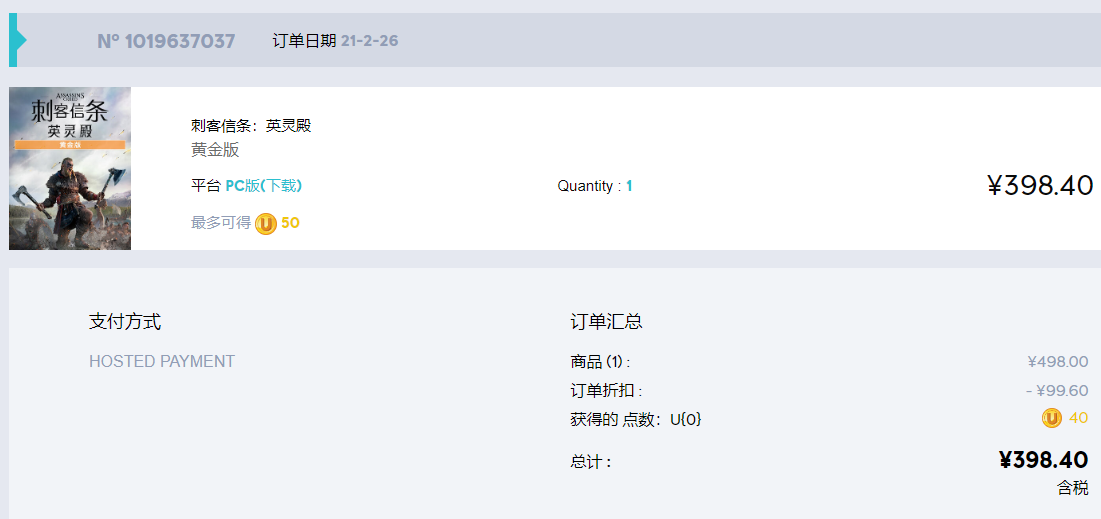 Nº 1019637037 订单日期 21-2-26
ASSASSIN'S CREED
刺客信条
英灵殿
黄金版
刺客信条：英灵殿
黄金版
平台 PC版(下载)
Quantity : 1
¥398.40
最多可得 U 50
支付方式
HOSTED PAYMENT
订单汇总
商品 (1) : ¥498.00
订单折扣 : - ¥99.60
获得的 点数：U{0} U 40
总计 : ¥398.40
含税